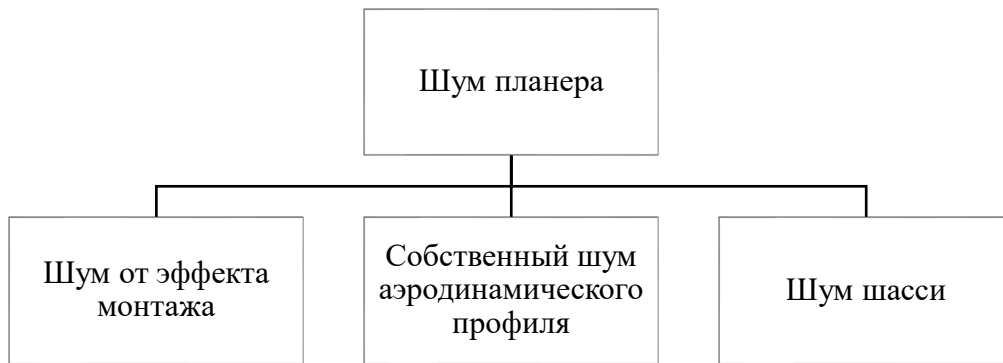 Шум планера
Шум от эффекта
монтажа
Собственный шум
аэродинамического
профиля
Шум шасси